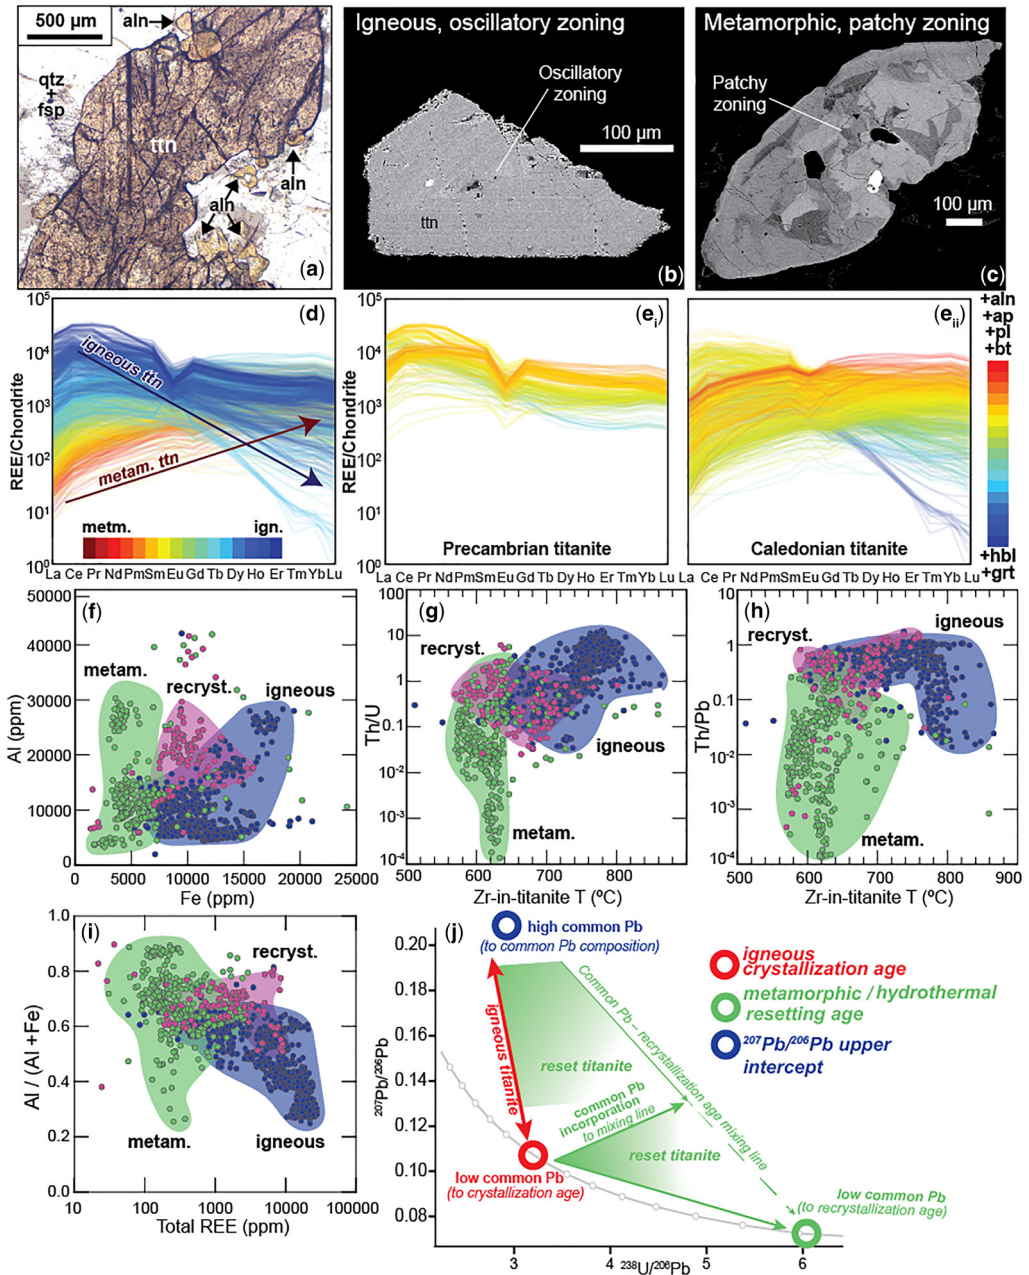 500 µm
aln
qtz
+
fsp
ttn
aln
aln
(a)
Igneous, oscillatory zoning
Oscillatory
zoning
100 µm
ttn
(b)
Metamorphic, patchy zoning
Patchy
zoning
100 µm
(c)
REE/Chondrite
10⁵
10⁴
10³
10²
10¹
10⁰
(d)
igneous ttn
metam. ttn
metm. ign.
La Ce Pr Nd PmSm Eu Gd Tb Dy Ho Er Tm Yb Lu
REE/Chondrite
10⁵
10⁴
10³
10²
10¹
10⁰
(eᵢ)
Precambrian titanite
La Ce Pr Nd PmSm Eu Gd Tb Dy Ho Er Tm Yb Lu
(eᵢᵢ)
Caledonian titanite
La Ce Pr Nd PmSm Eu Gd Tb Dy Ho Er Tm Yb Lu
+aln
+ap
+pl
+bt
+hbl
+grt
Al (ppm)
50000
40000
30000
20000
10000
0
(f)
metam.
recryst.
igneous
0 5000 10000 15000 20000 25000
Fe (ppm)
Th/U
100
10
1
0.1
10⁻²
10⁻³
10⁻⁴
(g)
recryst.
igneous
metam.
500 600 700 800
Zr-in-titanite T (ºC)
Th/Pb
1
0.1
10⁻²
10⁻³
10⁻⁴
(h)
recryst.
igneous
metam.
500 600 700 800 900
Zr-in-titanite T (ºC)
Al / (Al +Fe)
1.0
0.8
0.6
0.4
0.2
0.0
(i)
recryst.
metam.
igneous
10 100 1000 10000 100000
Total REE (ppm)
²⁰⁷Pb/²⁰⁶Pb
0.20
0.18
0.16
0.14
0.12
0.10
0.08
(j)
high common Pb
(to common Pb composition)
igneous titanite
Common Pb – recrystallization age mixing line
reset titanite
common Pb
incorporation
to mixing line
reset titanite
low common Pb
(to crystallization age)
low common Pb
(to recrystallization age)
3 4 5 6
²³⁸U/²⁰⁶Pb
igneous
crystallization age
metamorphic / hydrothermal
resetting age
²⁰⁷Pb/²⁰⁶Pb upper
intercept